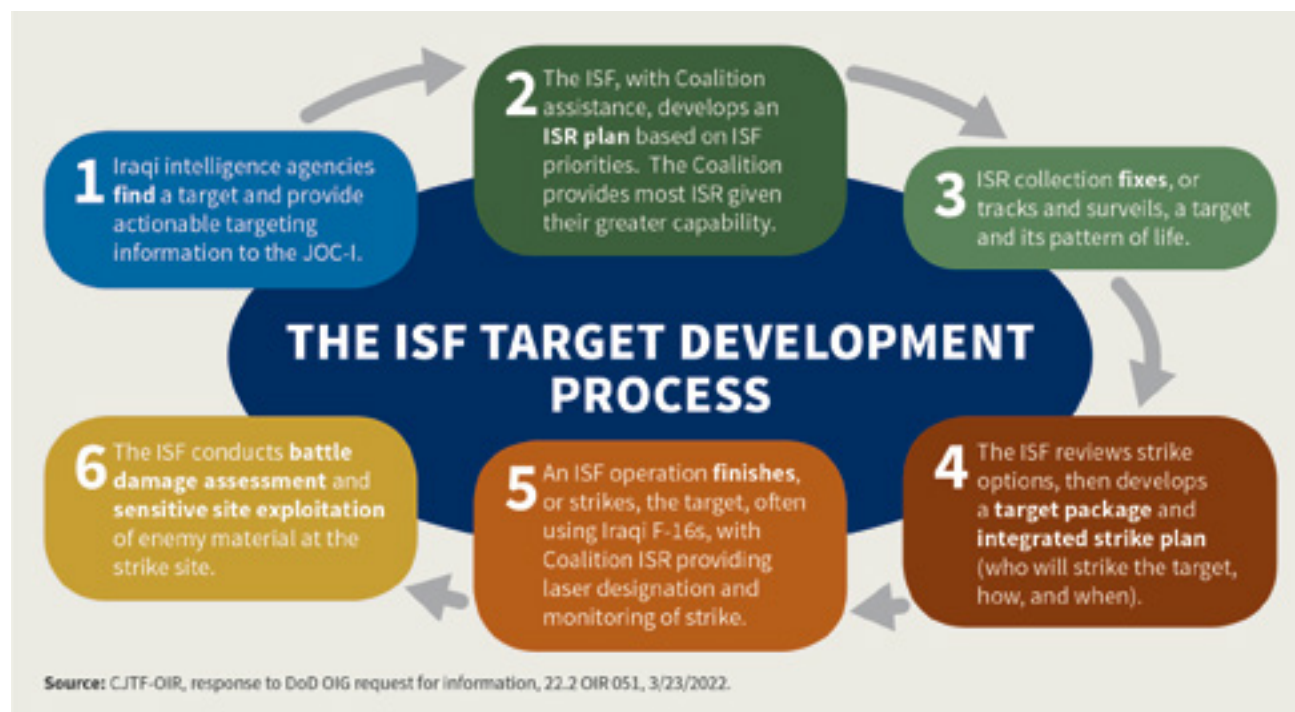 1 Iraqi intelligence agencies
find a target and provide
actionable targeting
information to the JOC-I.
2 The ISF, with Coalition
assistance, develops an
ISR plan based on ISF
priorities. The Coalition
provides most ISR given
their greater capability.
3 ISR collection fixes, or
tracks and surveils, a target
and its pattern of life.
THE ISF TARGET DEVELOPMENT
PROCESS
4 The ISF reviews strike
options, then develops
a target package and
integrated strike plan
(who will strike the target,
how, and when).
5 An ISF operation finishes,
or strikes, the target, often
using Iraqi F-16s, with
Coalition ISR providing
laser designation and
monitoring of strike.
6 The ISF conducts battle
damage assessment and
sensitive site exploitation
of enemy material at the
strike site.
Source: CJTF-OIR, response to DoD OIG request for information, 22.2 OIR 051, 3/23/2022.